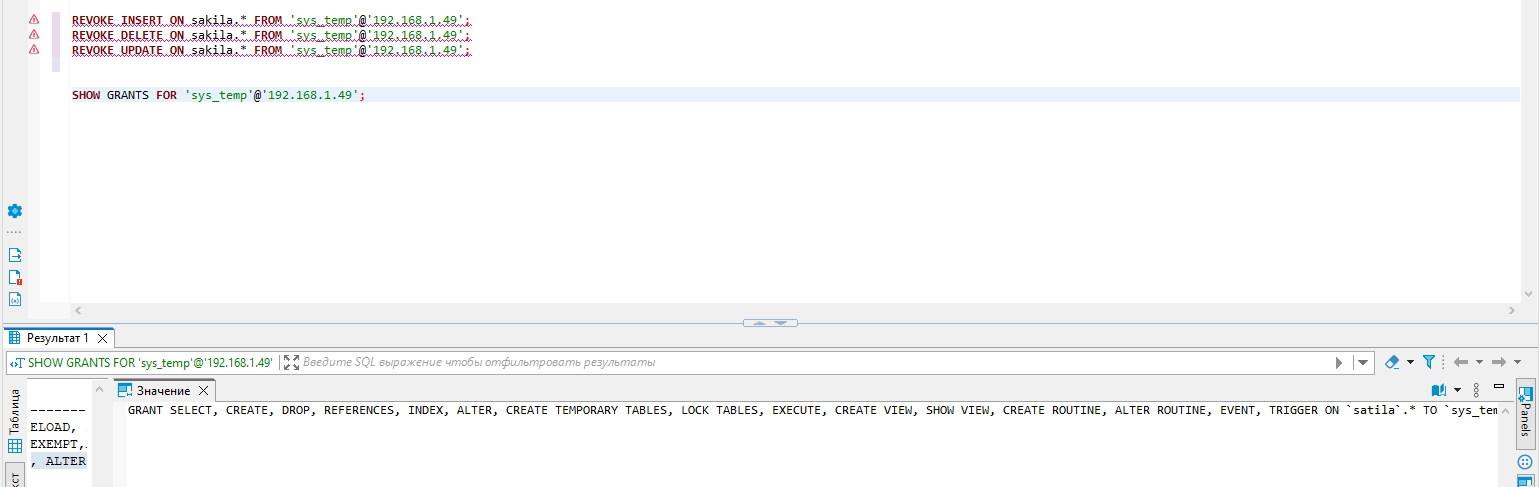 REVOKE INSERT ON sakila.* FROM 'sys_temp'@'192.168.1.49';
REVOKE DELETE ON sakila.* FROM 'sys_temp'@'192.168.1.49';
REVOKE UPDATE ON sakila.* FROM 'sys_temp'@'192.168.1.49';
SHOW GRANTS FOR 'sys_temp'@'192.168.1.49';
Результат 1
SHOW GRANTS FOR 'sys_temp'@'192.168.1.49'
Введите SQL выражение чтобы отфильтровать результаты
Таблица
-------
ELOAD,
EXEMPT,
, ALTER
Значение
GRANT SELECT, CREATE, DROP, REFERENCES, INDEX, ALTER, CREATE TEMPORARY TABLES, LOCK TABLES, EXECUTE, CREATE VIEW, SHOW VIEW, CREATE ROUTINE, ALTER ROUTINE, EVENT, TRIGGER ON `satila`.* TO `sys_tem
Panels